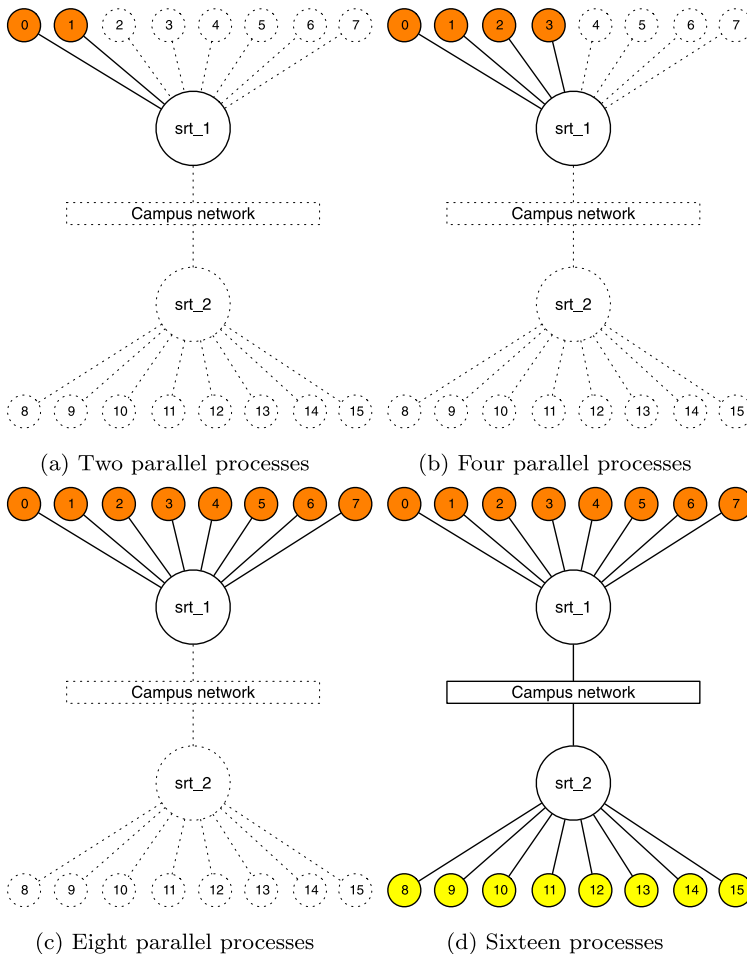 0 1 2 3 4 5 6 7
srt_1
Campus network
srt_2
8 9 10 11 12 13 14 15
(a) Two parallel processes
0 1 2 3 4 5 6 7
srt_1
Campus network
srt_2
8 9 10 11 12 13 14 15
(b) Four parallel processes
0 1 2 3 4 5 6 7
srt_1
Campus network
srt_2
8 9 10 11 12 13 14 15
(c) Eight parallel processes
0 1 2 3 4 5 6 7
srt_1
Campus network
srt_2
8 9 10 11 12 13 14 15
(d) Sixteen processes